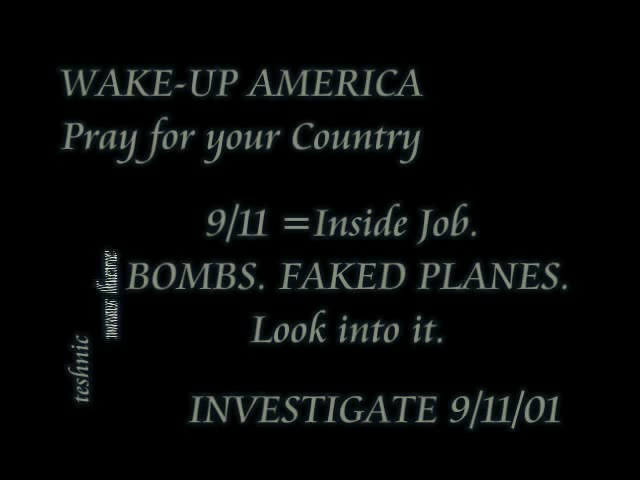 WAKE-UP AMERICA
Pray for your Country
9/11 =Inside Job.
BOMBS. FAKED PLANES.
Look into it.
INVESTIGATE 9/11/01
teshnic